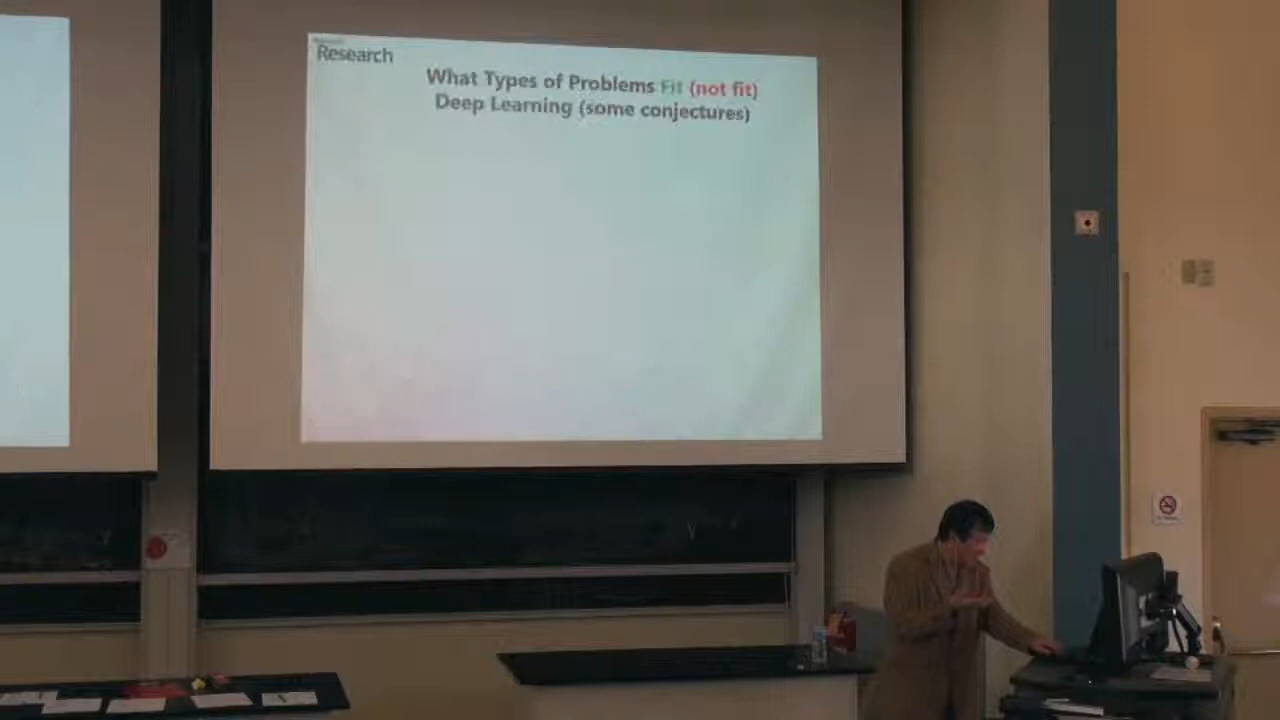 Research
What Types of Problems Fit (not fit)
Deep Learning (some conjectures)